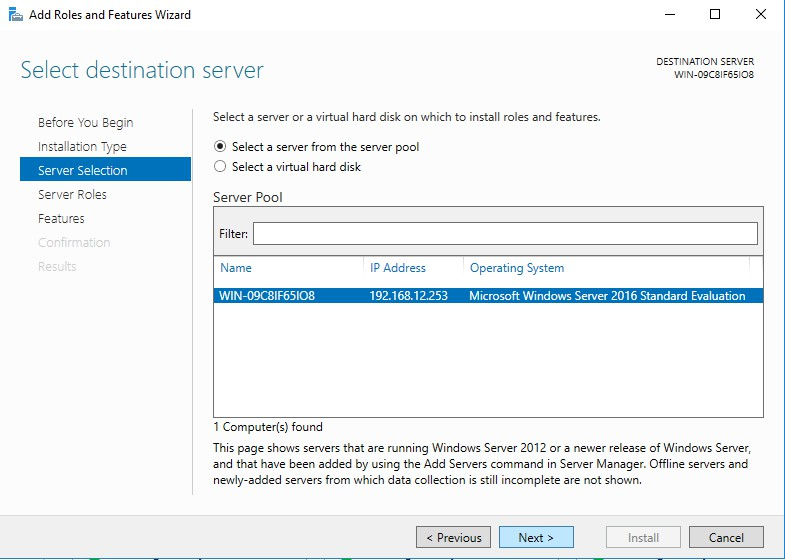 Add Roles and Features Wizard
Select destination server
DESTINATION SERVER
WIN-09C8IF65IO8
Before You Begin
Installation Type
Server Selection
Server Roles
Features
Confirmation
Results
Select a server or a virtual hard disk on which to install roles and features.
Select a server from the server pool
Select a virtual hard disk
Server Pool
Filter:
Name IP Address Operating System
WIN-09C8IF65IO8 192.168.12.253 Microsoft Windows Server 2016 Standard Evaluation
1 Computer(s) found
This page shows servers that are running Windows Server 2012 or a newer release of Windows Server,
and that have been added by using the Add Servers command in Server Manager. Offline servers and
newly-added servers from which data collection is still incomplete are not shown.
< Previous Next > Install Cancel